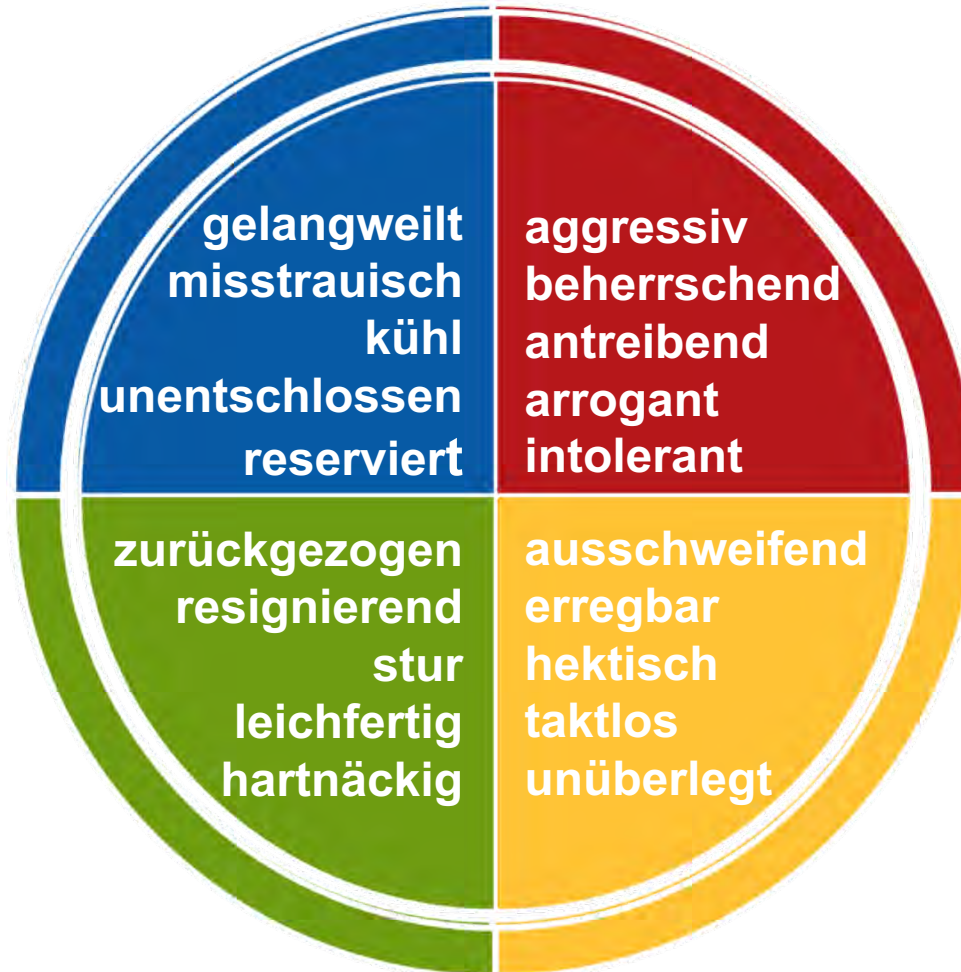 gelangweilt
misstrauisch
kühl
unentschlossen
reserviert
aggressiv
beherrschend
antreibend
arrogant
intolerant
zurückgezogen
resignierend
stur
leichfertig
hartnäckig
ausschweifend
erregbar
hektisch
taktlos
unüberlegt